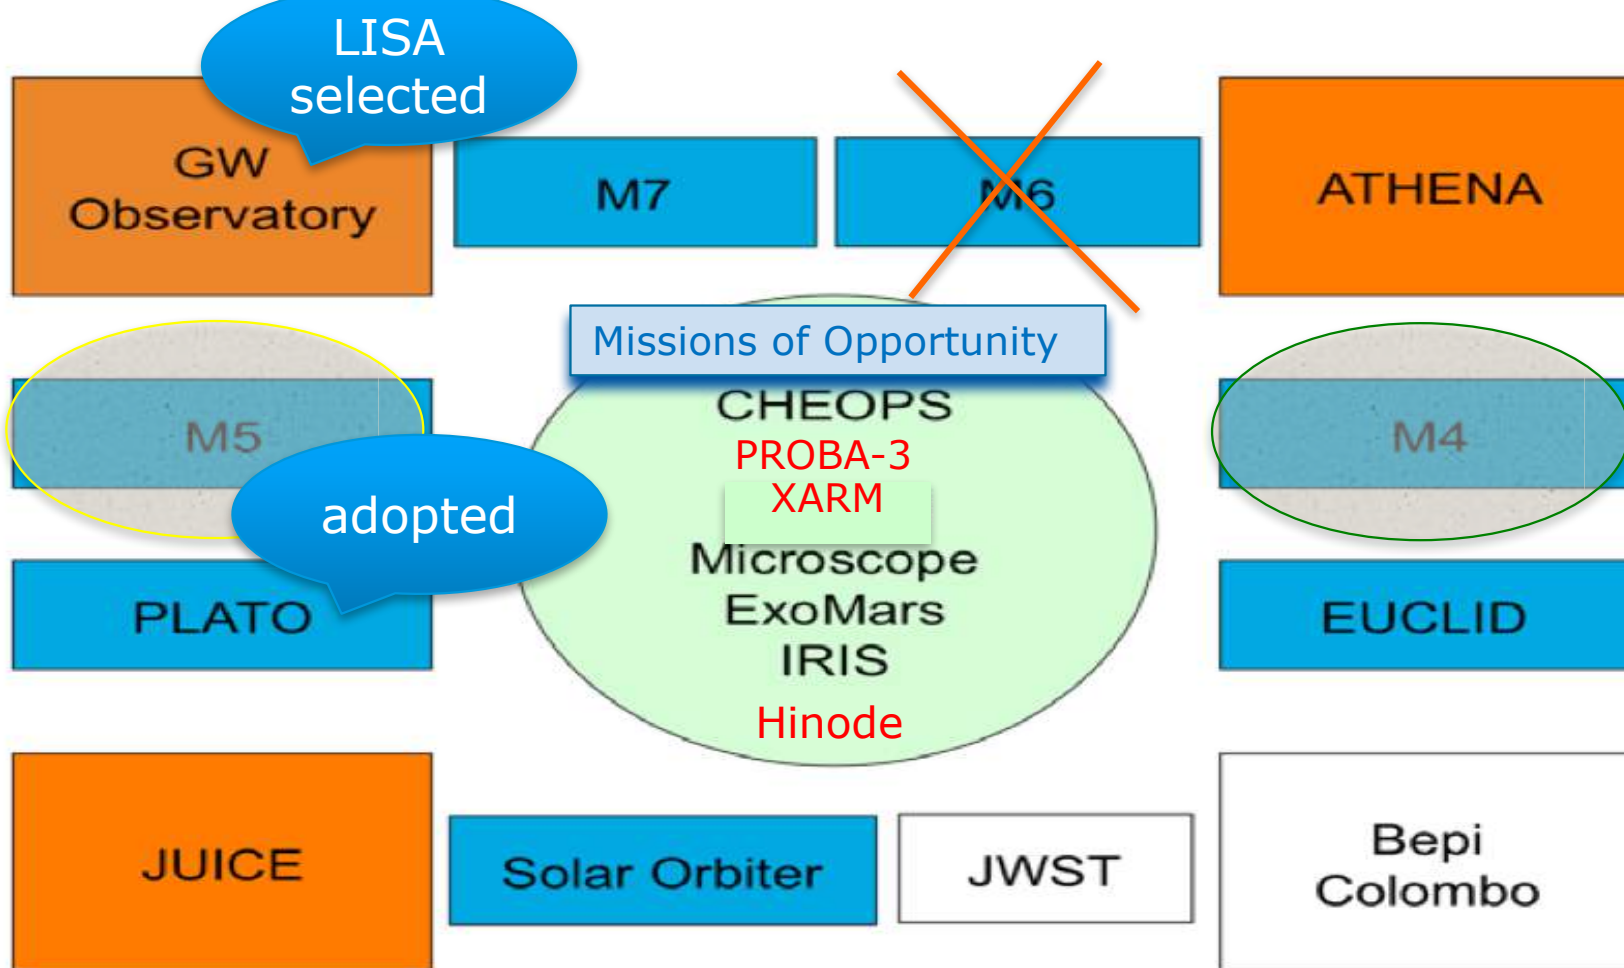 LISA
selected
GW
Observatory
M7
M6
ATHENA
Missions of Opportunity
M5
adopted
CHEOPS
PROBA-3
XARM
Microscope
ExoMars
IRIS
Hinode
M4
PLATO
EUCLID
JUICE
Solar Orbiter
JWST
Bepi
Colombo